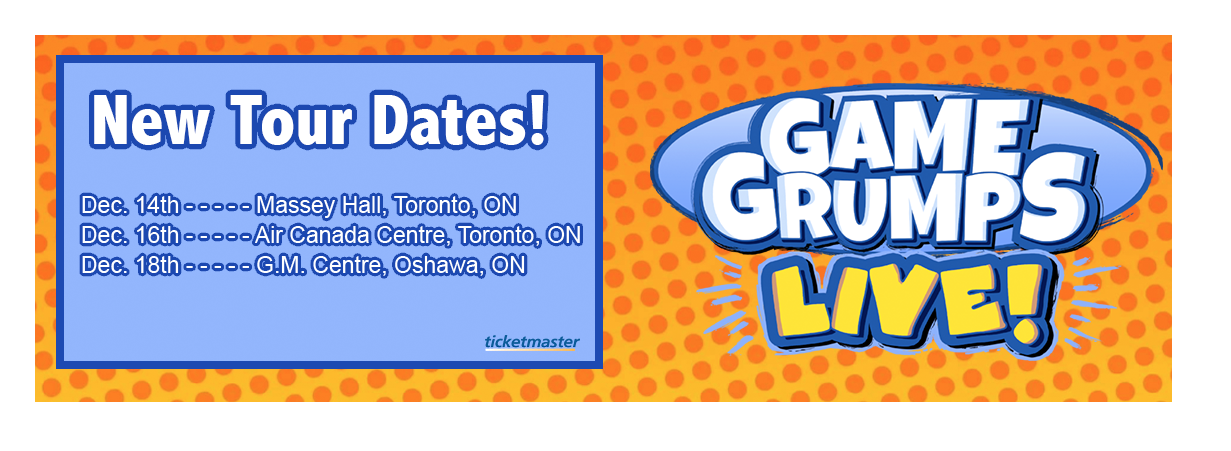 New Tour Dates!
Dec. 14th - - - - - Massey Hall, Toronto, ON
Dec. 16th - - - - - Air Canada Centre, Toronto, ON
Dec. 18th - - - - - G.M. Centre, Oshawa, ON
ticketmaster
GAME
GRUMPS
LIVE!